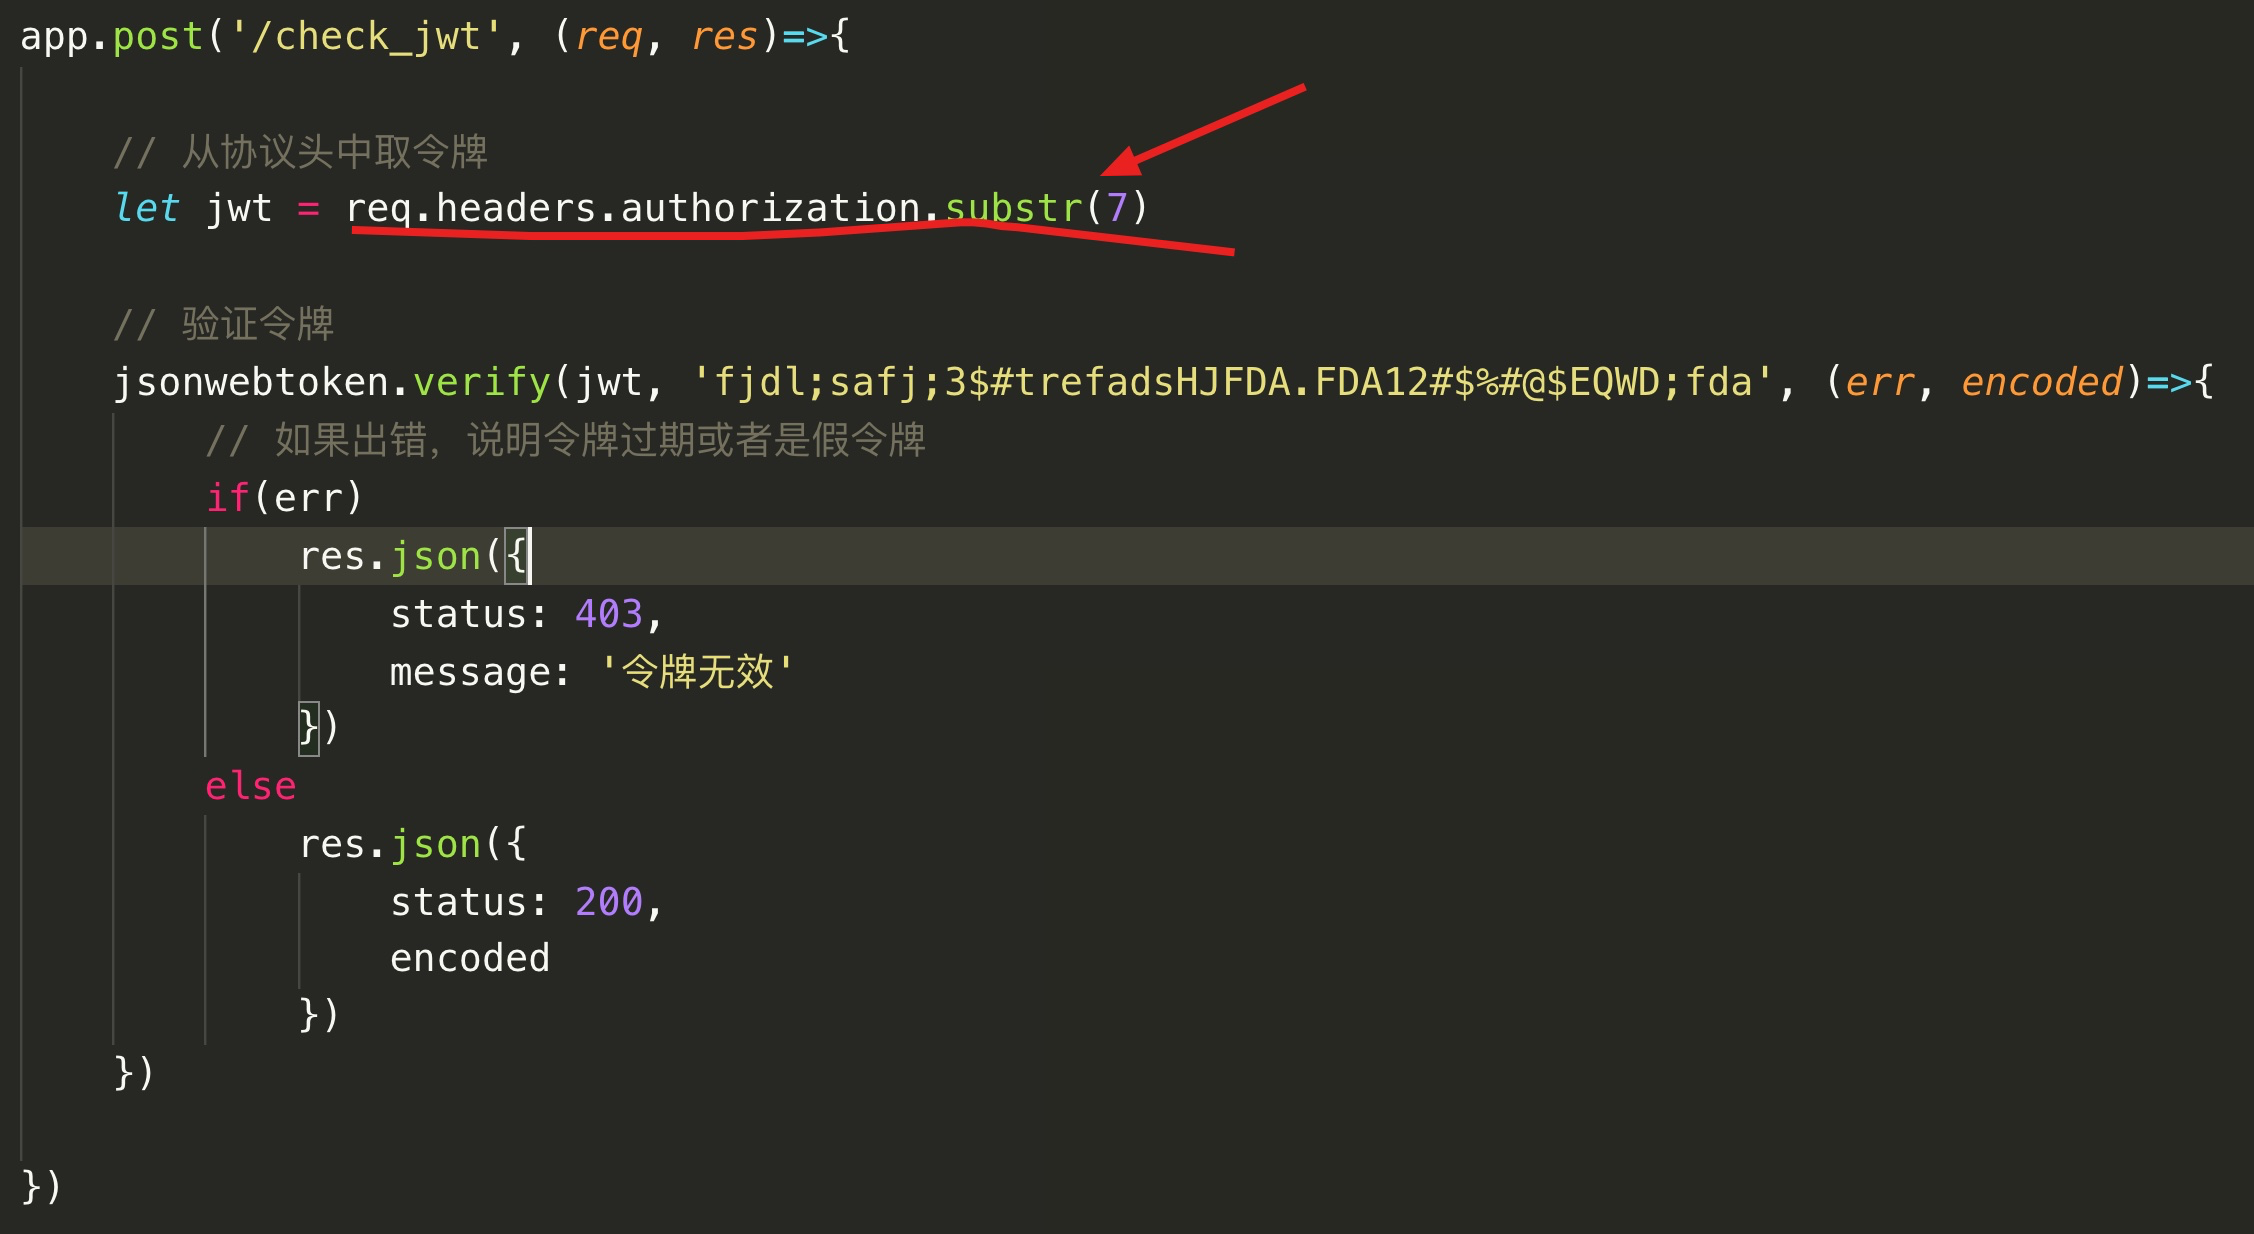 app.post('/check_jwt', (req, res)=>{
// 从协议头中取令牌
let jwt = req.headers.authorization.substr(7)
// 验证令牌
jsonwebtoken.verify(jwt, 'fjdl;safj;3$#trefadsHJFDA.FDA12#$%#@$EQWD;fda', (err, encoded)=>{
// 如果出错，说明令牌过期或者是假令牌
if(err)
res.json({
status: 403,
message: '令牌无效'
})
else
res.json({
status: 200,
encoded
})
})
})